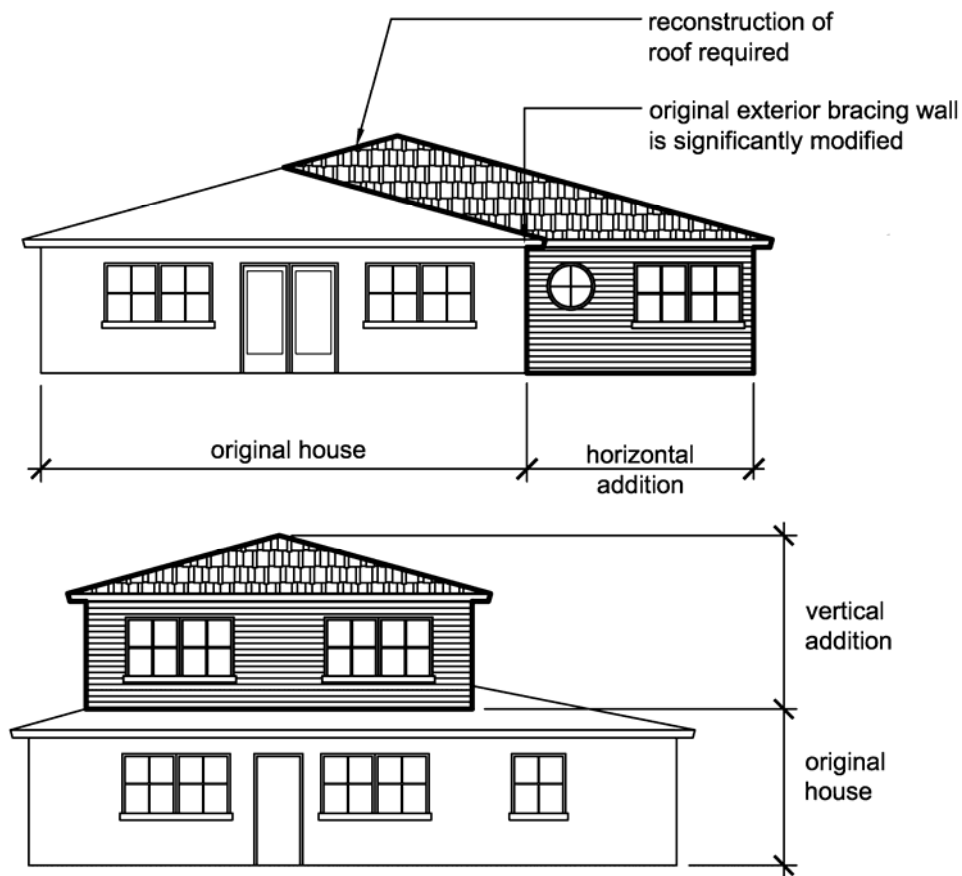 reconstruction of
roof required
original exterior bracing wall
is significantly modified
original house
horizontal
addition
vertical
addition
original
house